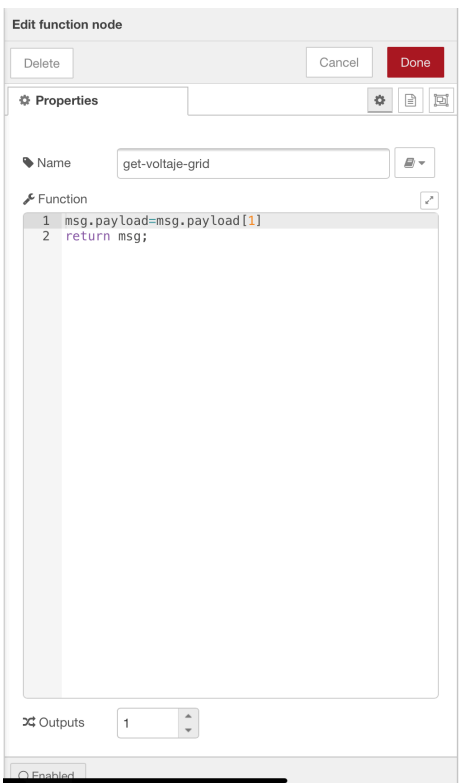 Edit function node
Delete
Cancel
Done
Properties
Name
get-voltaje-grid
Function
1 msg.payload=msg.payload[1]
2 return msg;
Outputs
1
Enabled